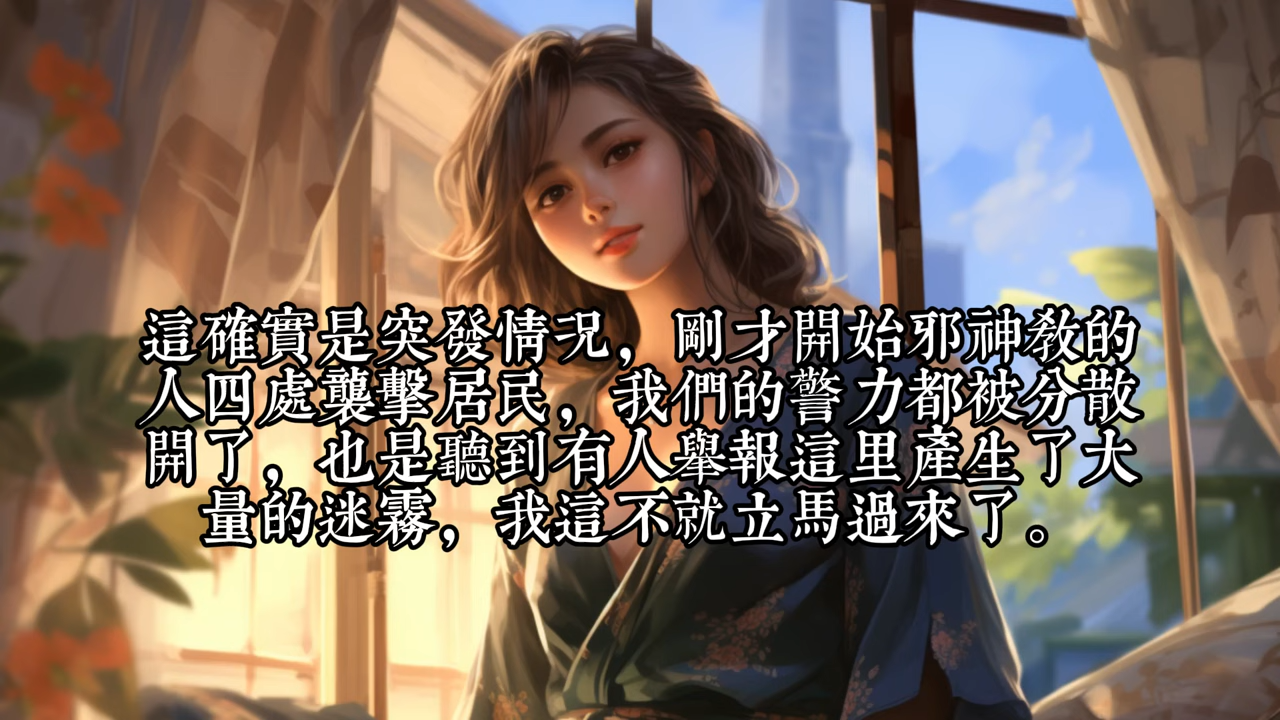 這確實是突發情況，剛才開始邪神教的
人四處襲擊居民，我們的警力都被分散
開了，也是聽到有人舉報這里產生了大
量的迷霧，我這不就立馬過來了。